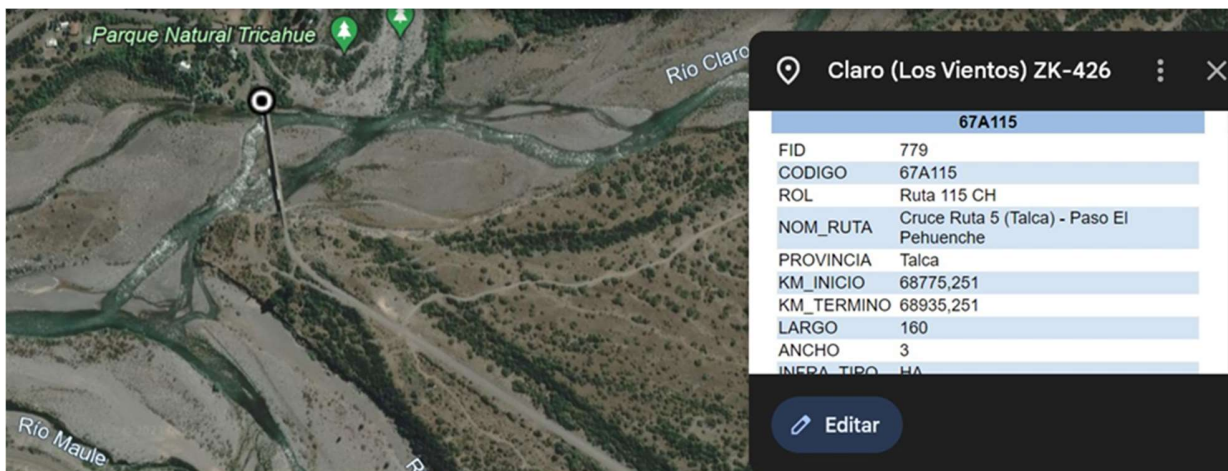 Parque Natural Tricahue
Río Claro
Río Maule
R
Claro (Los Vientos) ZK-426
67A115
FID 779
CODIGO 67A115
ROL Ruta 115 CH
NOM_RUTA Cruce Ruta 5 (Talca) - Paso El
Pehuenche
PROVINCIA Talca
KM_INICIO 68775,251
KM_TERMINO 68935,251
LARGO 160
ANCHO 3
INFRA_TIPO HA
Editar